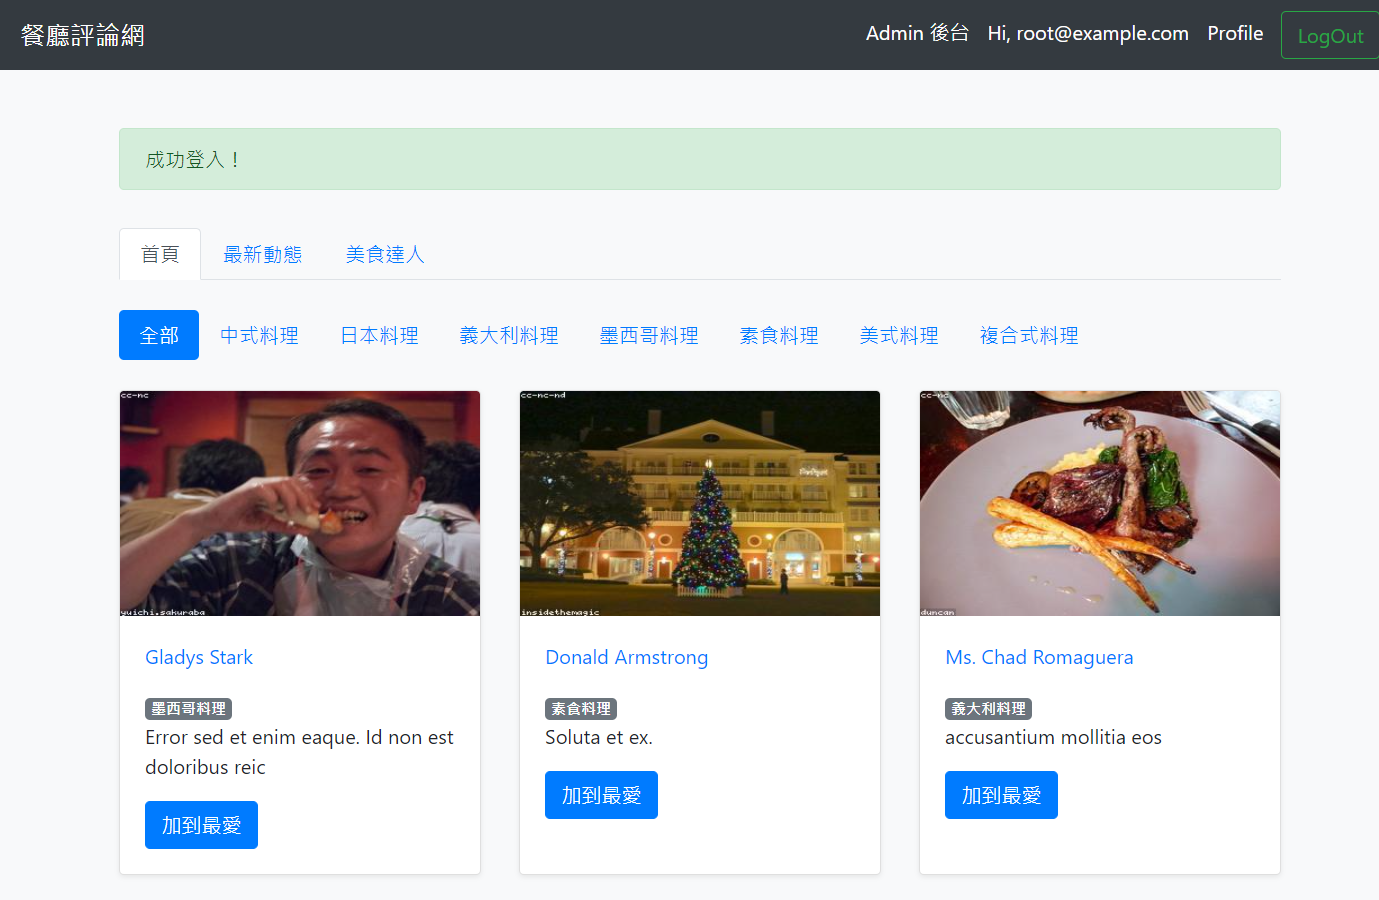 餐廳評論網
Admin 後台 Hi, root@example.com Profile LogOut
成功登入！
首頁 最新動態 美食達人
全部 中式料理 日本料理 義大利料理 墨西哥料理 素食料理 美式料理 複合式料理
cc-nc
yuichi.sakuraba
Gladys Stark
墨西哥料理
Error sed et enim eaque. Id non est
doloribus reic
加到最愛
cc-nc-nd
insidethemagic
Donald Armstrong
素食料理
Soluta et ex.
加到最愛
cc-nc
duncan
Ms. Chad Romaguera
義大利料理
accusantium mollitia eos
加到最愛